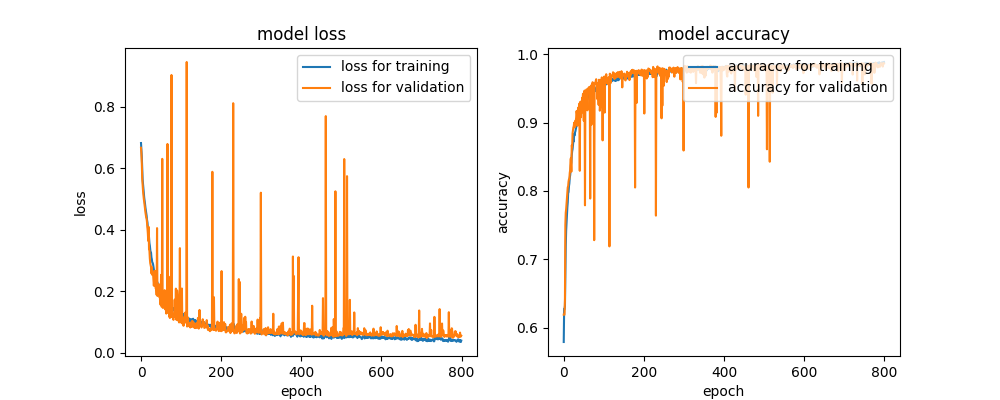 model loss
loss for training
loss for validation
0.8
0.6
0.4
0.2
0.0
loss
0
200
400
600
800
epoch
model accuracy
acuraccy for training
accuracy for validation
1.0
0.9
0.8
0.7
0.6
accuracy
0
200
400
600
800
epoch